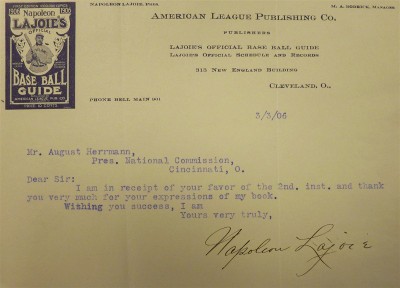 NAPOLEON LAJOIE, PRES.
AMERICAN LEAGUE PUBLISHING CO.
PUBLISHERS
LAJOIE'S OFFICIAL BASE BALL GUIDE
LAJOIE'S OFFICIAL SCHEDULE AND RECORDS
315 NEW ENGLAND BUILDING
CLEVELAND, O.,
PHONE BELL MAIN 601
Napoleon
LAJOIE'S
OFFICIAL
BASE BALL
GUIDE
3/3/06
Mr. August Herrmann,
Pres. National Commission,
Cincinnati, O.
Dear Sir:
I am in receipt of your favor of the 2nd. inst. and thank
you very much for your expressions of my book.
Wishing you success, I am
Yours very truly,
Napoleon Lajoie